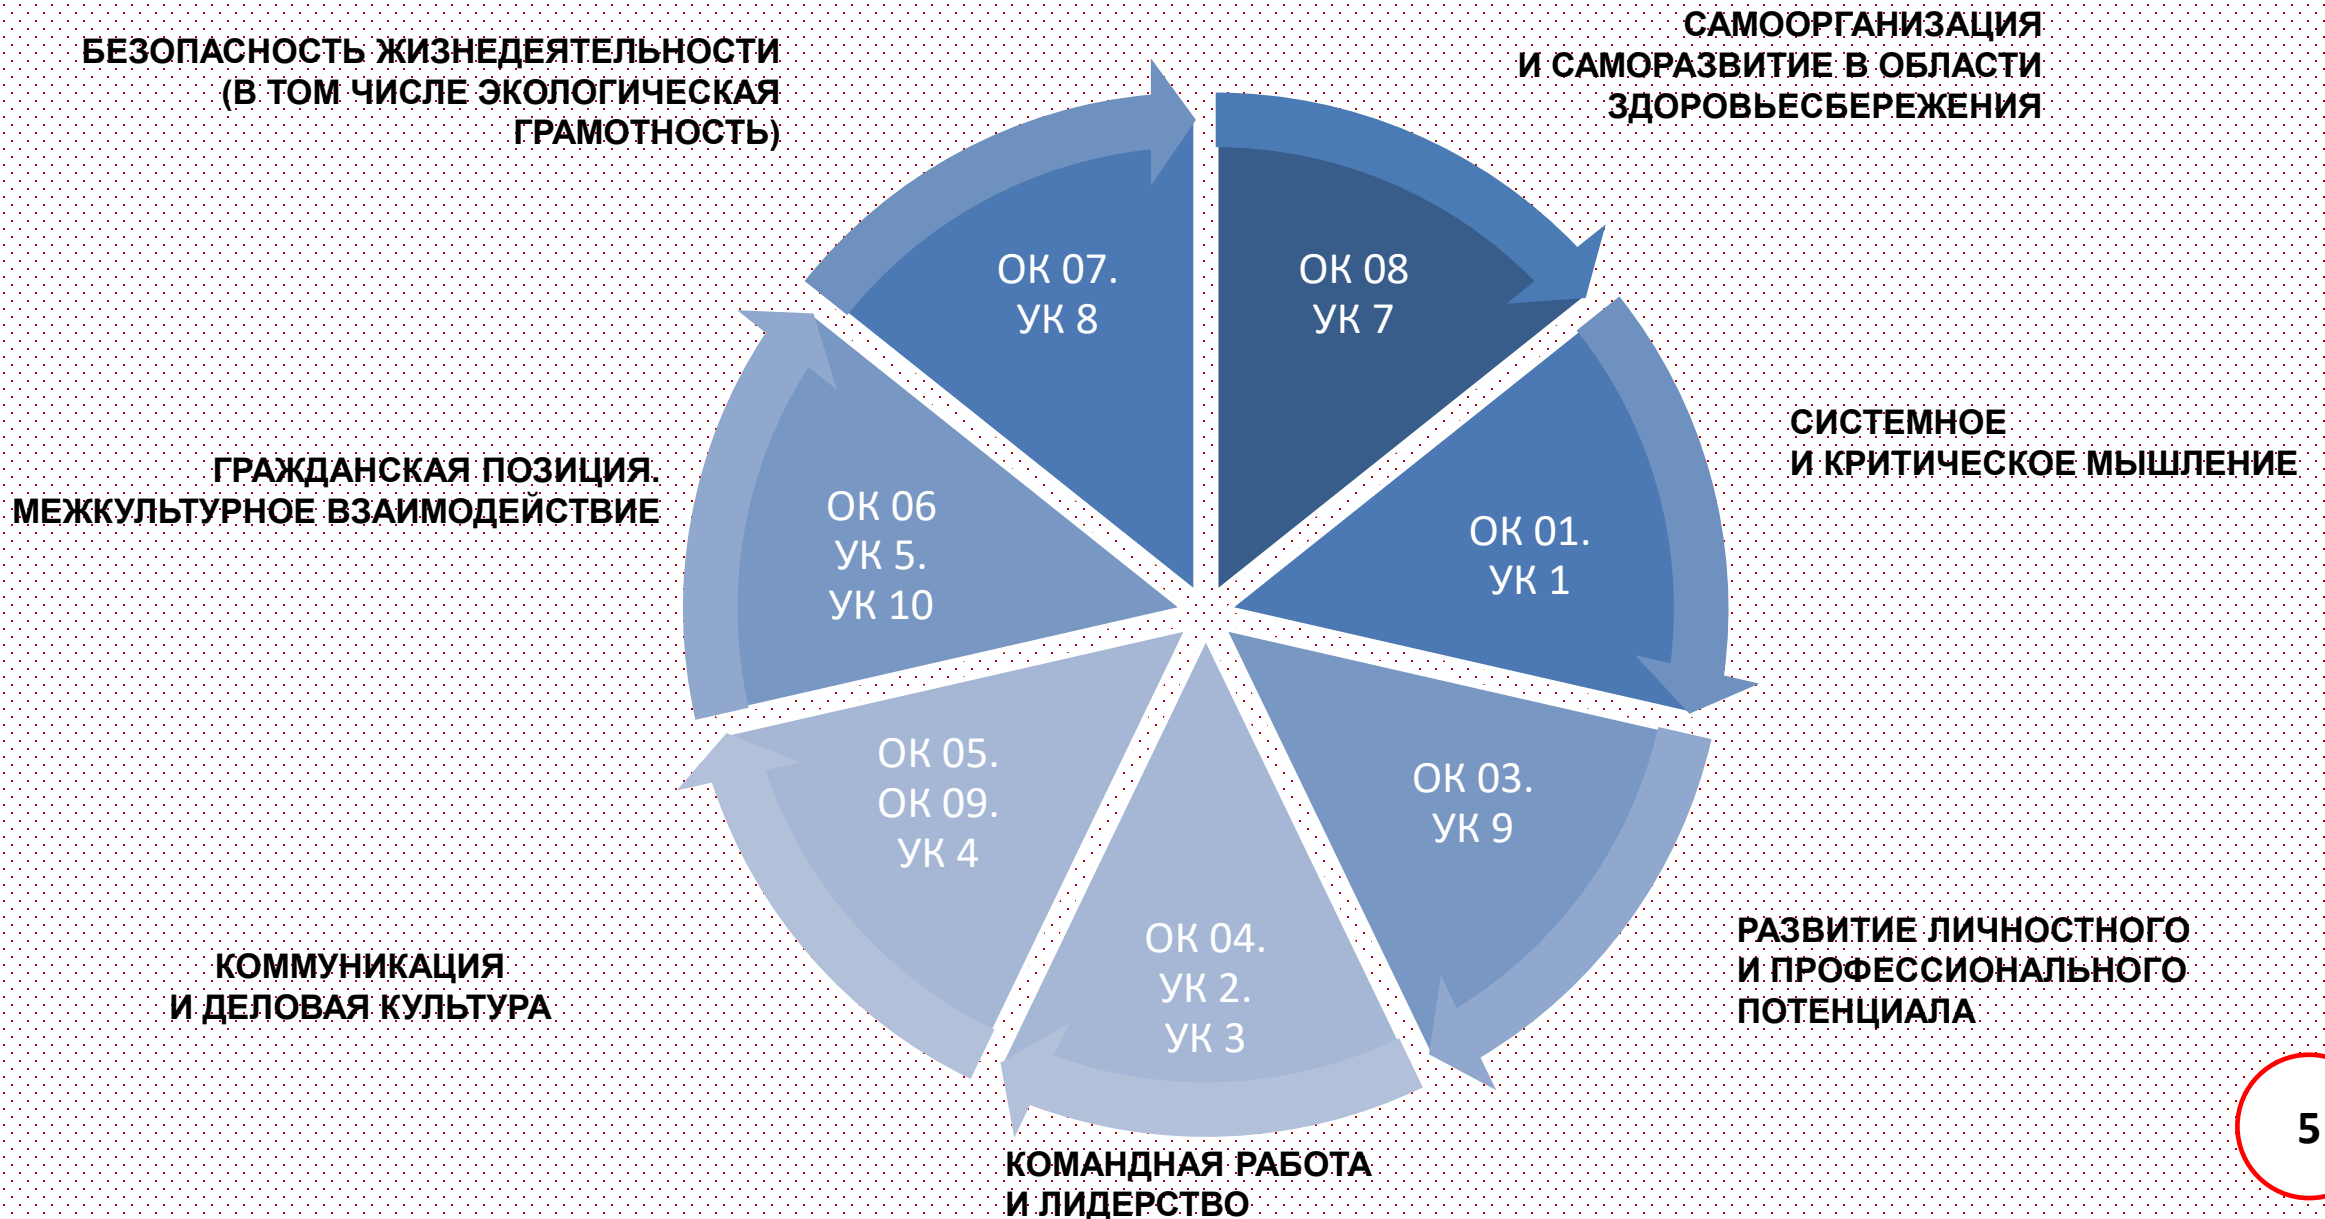 БЕЗОПАСНОСТЬ ЖИЗНЕДЕЯТЕЛЬНОСТИ
(В ТОМ ЧИСЛЕ ЭКОЛОГИЧЕСКАЯ
ГРАМОТНОСТЬ)
САМООРГАНИЗАЦИЯ
И САМОРАЗВИТИЕ В ОБЛАСТИ
ЗДОРОВЬЕСБЕРЕЖЕНИЯ
ОК 07.
УК 8
ОК 08
УК 7
СИСТЕМНОЕ
И КРИТИЧЕСКОЕ МЫШЛЕНИЕ
ГРАЖДАНСКАЯ ПОЗИЦИЯ.
МЕЖКУЛЬТУРНОЕ ВЗАИМОДЕЙСТВИЕ
ОК 06
УК 5.
УК 10
ОК 01.
УК 1
ОК 05.
ОК 09.
УК 4
ОК 03.
УК 9
ОК 04.
УК 2.
УК 3
РАЗВИТИЕ ЛИЧНОСТНОГО
И ПРОФЕССИОНАЛЬНОГО
ПОТЕНЦИАЛА
КОММУНИКАЦИЯ
И ДЕЛОВАЯ КУЛЬТУРА
КОМАНДНАЯ РАБОТА
И ЛИДЕРСТВО
5